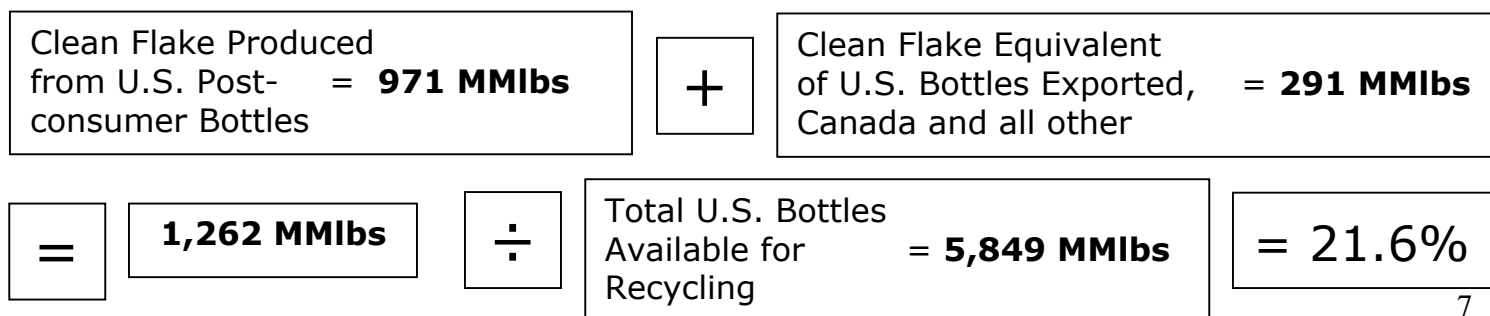 Clean Flake Produced
from U.S. Post- = 971 MMlbs
consumer Bottles
+
Clean Flake Equivalent
of U.S. Bottles Exported, = 291 MMlbs
Canada and all other
=
1,262 MMlbs
÷
Total U.S. Bottles
Available for = 5,849 MMlbs
Recycling
= 21.6%
7